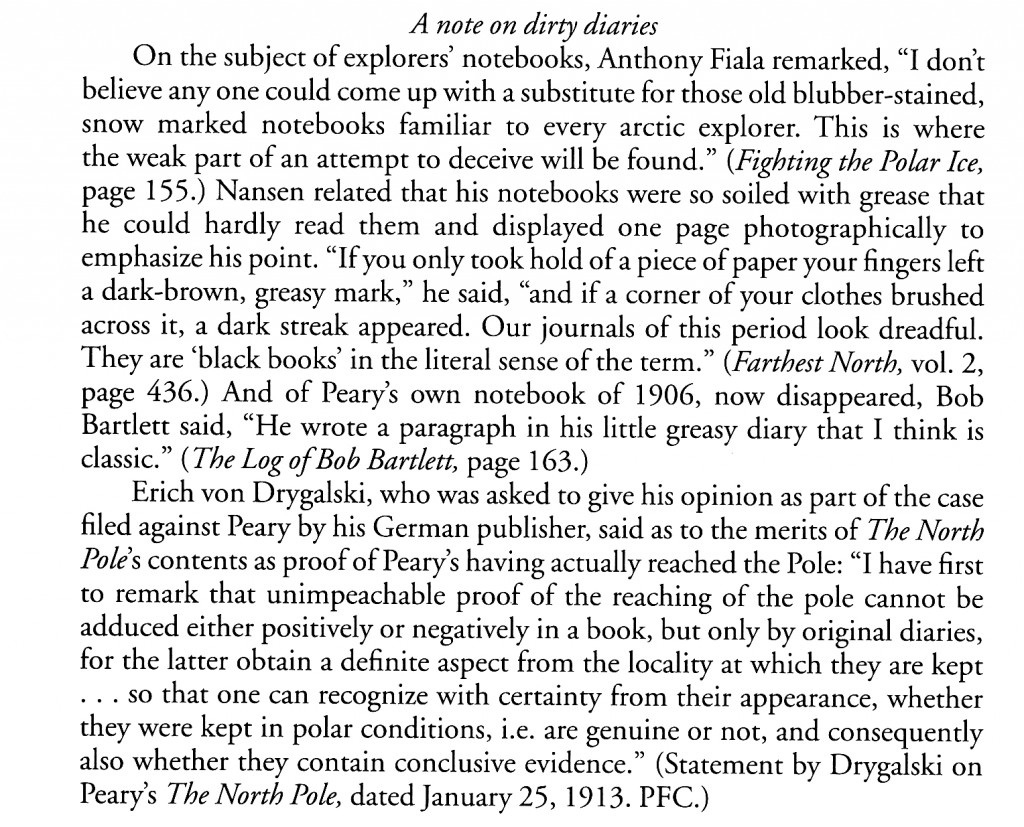 A note on dirty diaries
On the subject of explorers’ notebooks, Anthony Fiala remarked, “I don’t
believe any one could come up with a substitute for those old blubber-stained,
snow marked notebooks familiar to every arctic explorer. This is where
the weak part of an attempt to deceive will be found.” (Fighting the Polar Ice,
page 155.) Nansen related that his notebooks were so soiled with grease that
he could hardly read them and displayed one page photographically to
emphasize his point. “If you only took hold of a piece of paper your fingers left
a dark-brown, greasy mark,” he said, “and if a corner of your clothes brushed
across it, a dark streak appeared. Our journals of this period look dreadful.
They are ‘black books’ in the literal sense of the term.” (Farthest North, vol. 2,
page 436.) And of Peary’s own notebook of 1906, now disappeared, Bob
Bartlett said, “He wrote a paragraph in his little greasy diary that I think is
classic.” (The Log of Bob Bartlett, page 163.)
Erich von Drygalski, who was asked to give his opinion as part of the case
filed against Peary by his German publisher, said as to the merits of The North
Pole’s contents as proof of Peary’s having actually reached the Pole: “I have first
to remark that unimpeachable proof of the reaching of the pole cannot be
adduced either positively or negatively in a book, but only by original diaries,
for the latter obtain a definite aspect from the locality at which they are kept
. . . so that one can recognize with certainty from their appearance, whether
they were kept in polar conditions, i.e. are genuine or not, and consequently
also whether they contain conclusive evidence.” (Statement by Drygalski on
Peary’s The North Pole, dated January 25, 1913. PFC.)